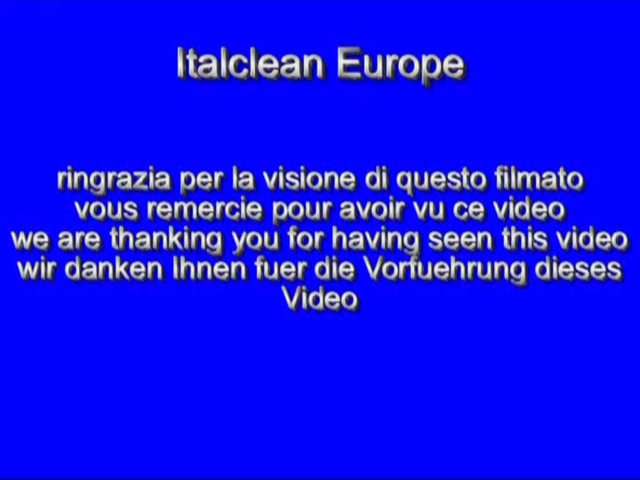 Italclean Europe
ringrazia per la visione di questo filmato
vous remercie pour avoir vu ce video
we are thanking you for having seen this video
wir danken Ihnen fuer die Vorfuehrung dieses
Video